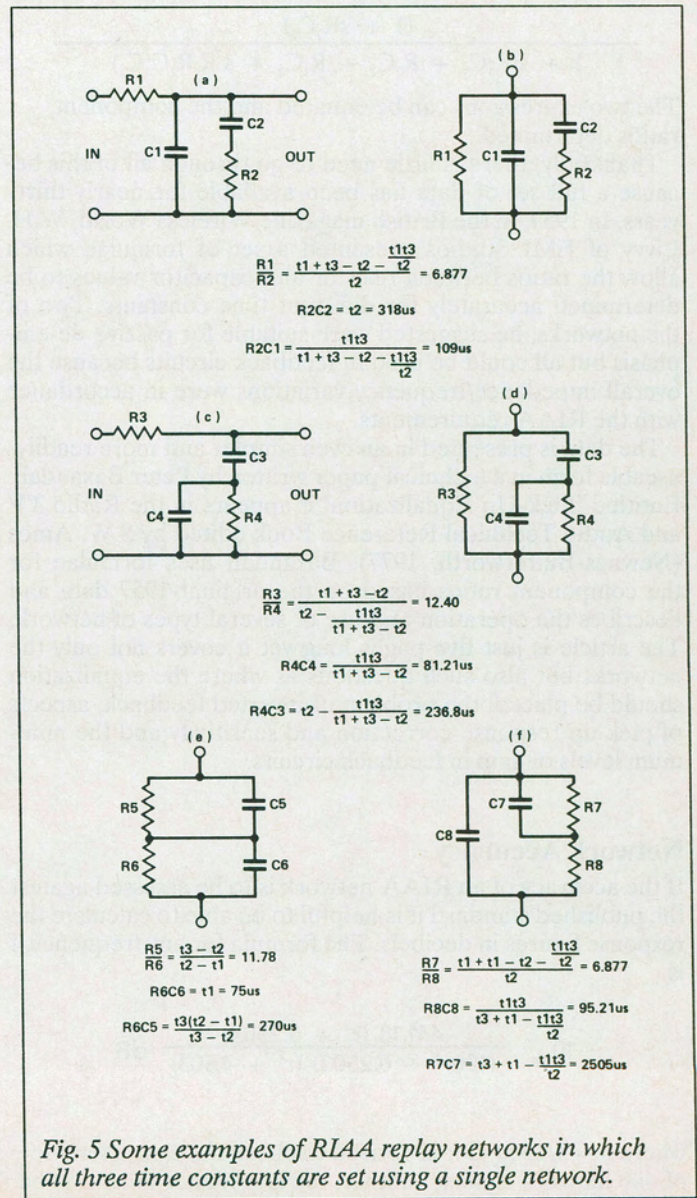 R1 (a)
C2
IN C1 OUT
R2
(b)
C2
R1 C1
R2
R1/R2 = (t1 + t3 - t2 - t1t3/t2)/t2 = 6.877
R2C2 = t2 = 318us
R2C1 = t1t3/(t1 + t3 - t2 - t1t3/t2) = 109us
R3 (c)
C3
IN OUT
C4 R4
(d)
C3
R3
C4 R4
R3/R4 = (t1 + t3 -t2)/(t2 - t1t3/(t1 + t3 - t2)) = 12.40
R4C4 = t1t3/(t1 + t3 - t2) = 81.21us
R4C3 = t2 - t1t3/(t1 + t3 - t2) = 236.8us
(e)
R5 C5
R6 C6
R5/R6 = (t3 - t2)/(t2 - t1) = 11.78
R6C6 = t1 = 75us
R6C5 = t3(t2 - t1)/(t3 - t2) = 270us
(f)
C7 R7
C8
R8
R7/R8 = (t1 + t1 - t2 - t1t3/t2)/t2 = 6.877
R8C8 = t1t3/(t3 + t1 - t1t3/t2) = 95.21us
R7C7 = t3 + t1 - t1t3/t2 = 2505us
Fig. 5 Some examples of RIAA replay networks in which
all three time constants are set using a single network.